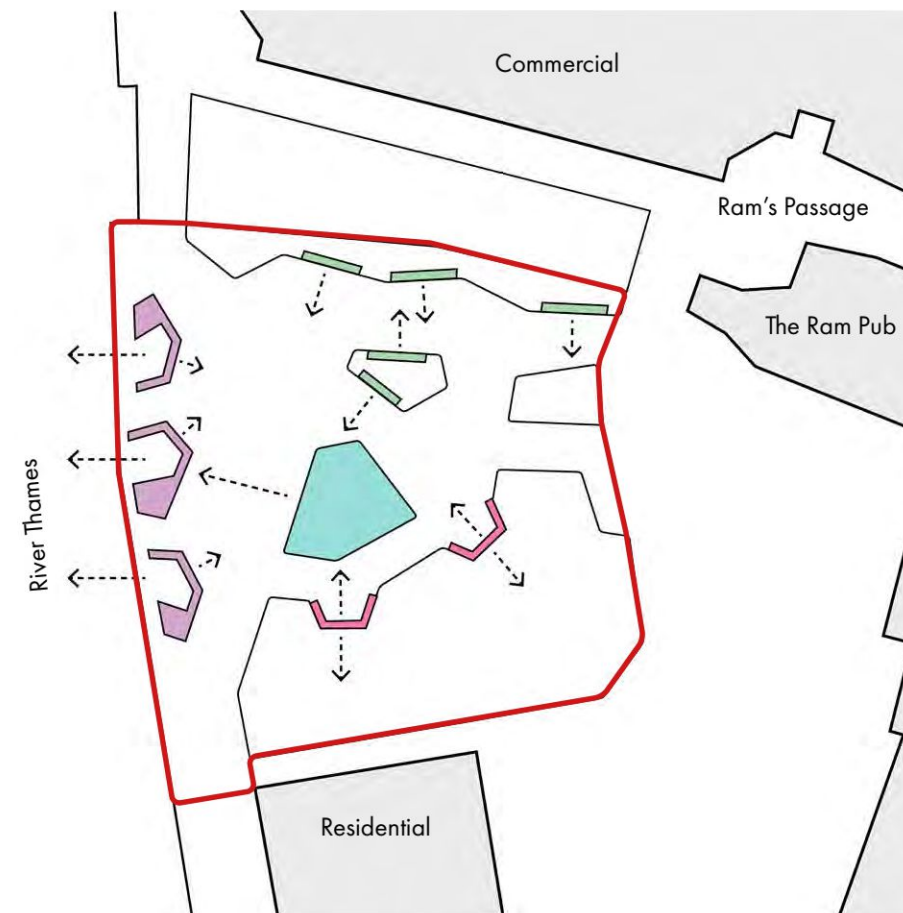 Commercial
Ram's Passage
The Ram Pub
River Thames
Residential